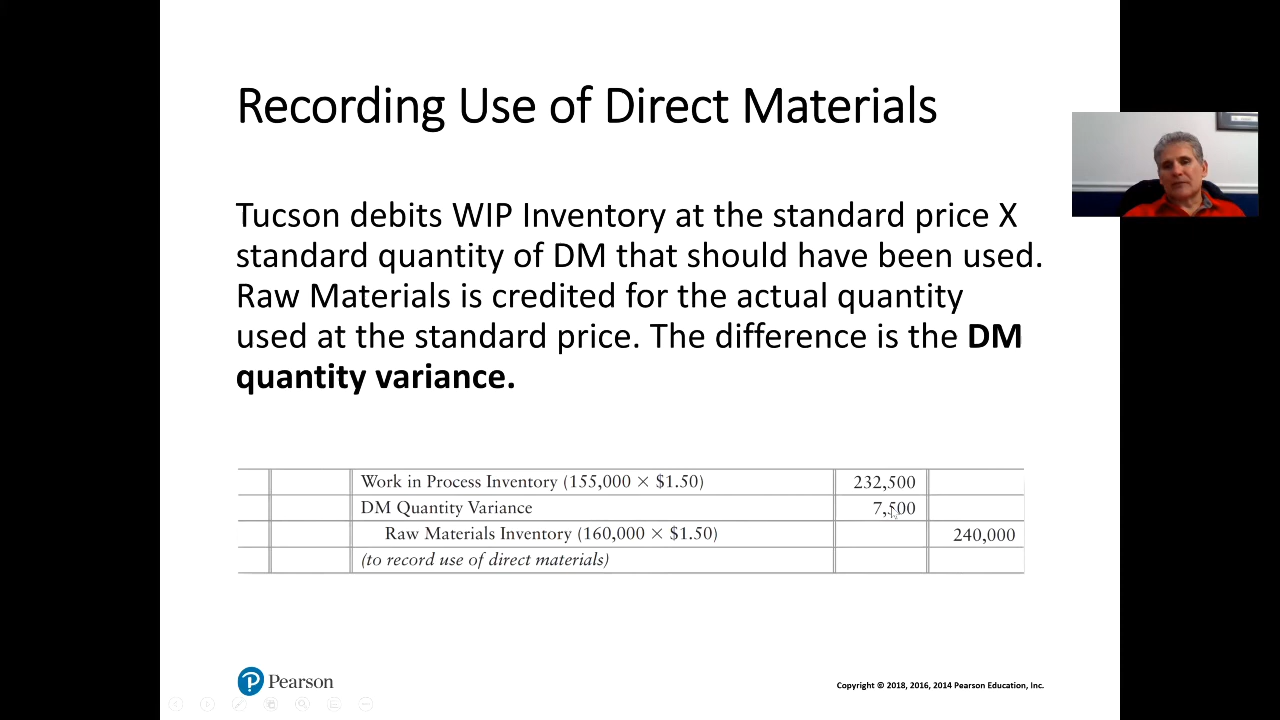 Recording Use of Direct Materials
Tucson debits WIP Inventory at the standard price X
standard quantity of DM that should have been used.
Raw Materials is credited for the actual quantity
used at the standard price. The difference is the DM
quantity variance.
Work in Process Inventory (155,000 × $1.50) 232,500
DM Quantity Variance 7,500
Raw Materials Inventory (160,000 × $1.50) 240,000
(to record use of direct materials)
P Pearson
Copyright © 2018, 2016, 2014 Pearson Education, Inc.